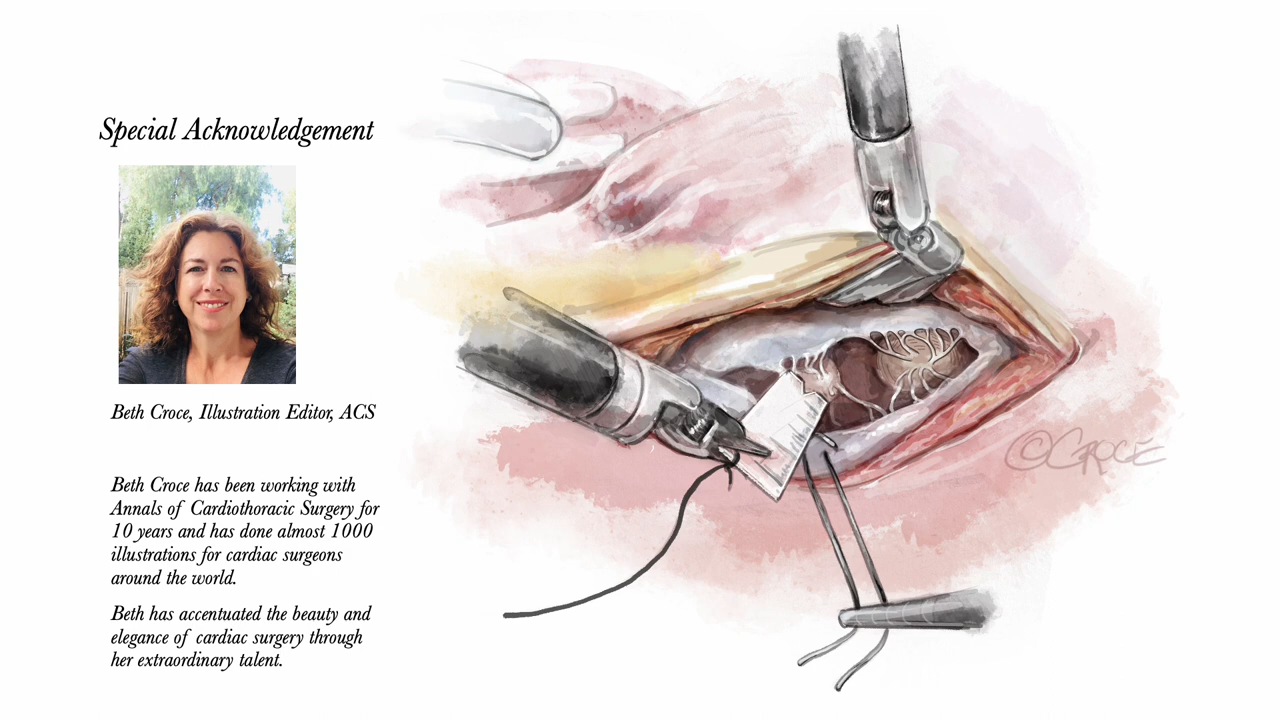 Special Acknowledgement
Beth Croce, Illustration Editor, ACS
Beth Croce has been working with
Annals of Cardiothoracic Surgery for
10 years and has done almost 1000
illustrations for cardiac surgeons
around the world.
Beth has accentuated the beauty and
elegance of cardiac surgery through
her extraordinary talent.
©CROCE